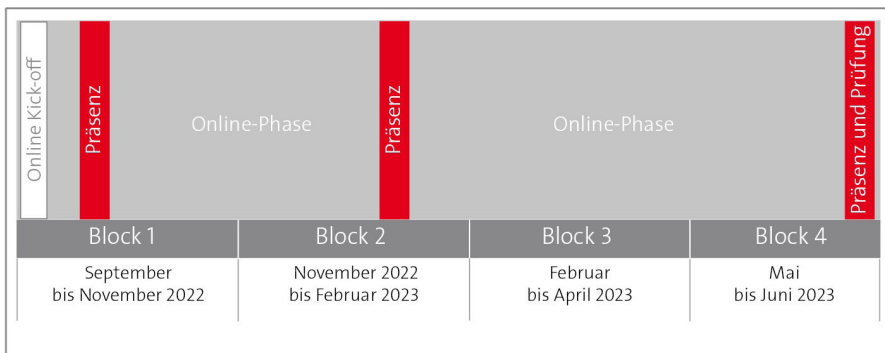 Online Kick-off
Präsenz
Online-Phase
Präsenz
Online-Phase
Präsenz und Prüfung
Block 1
Block 2
Block 3
Block 4
September
bis November 2022
November 2022
bis Februar 2023
Februar
bis April 2023
Mai
bis Juni 2023